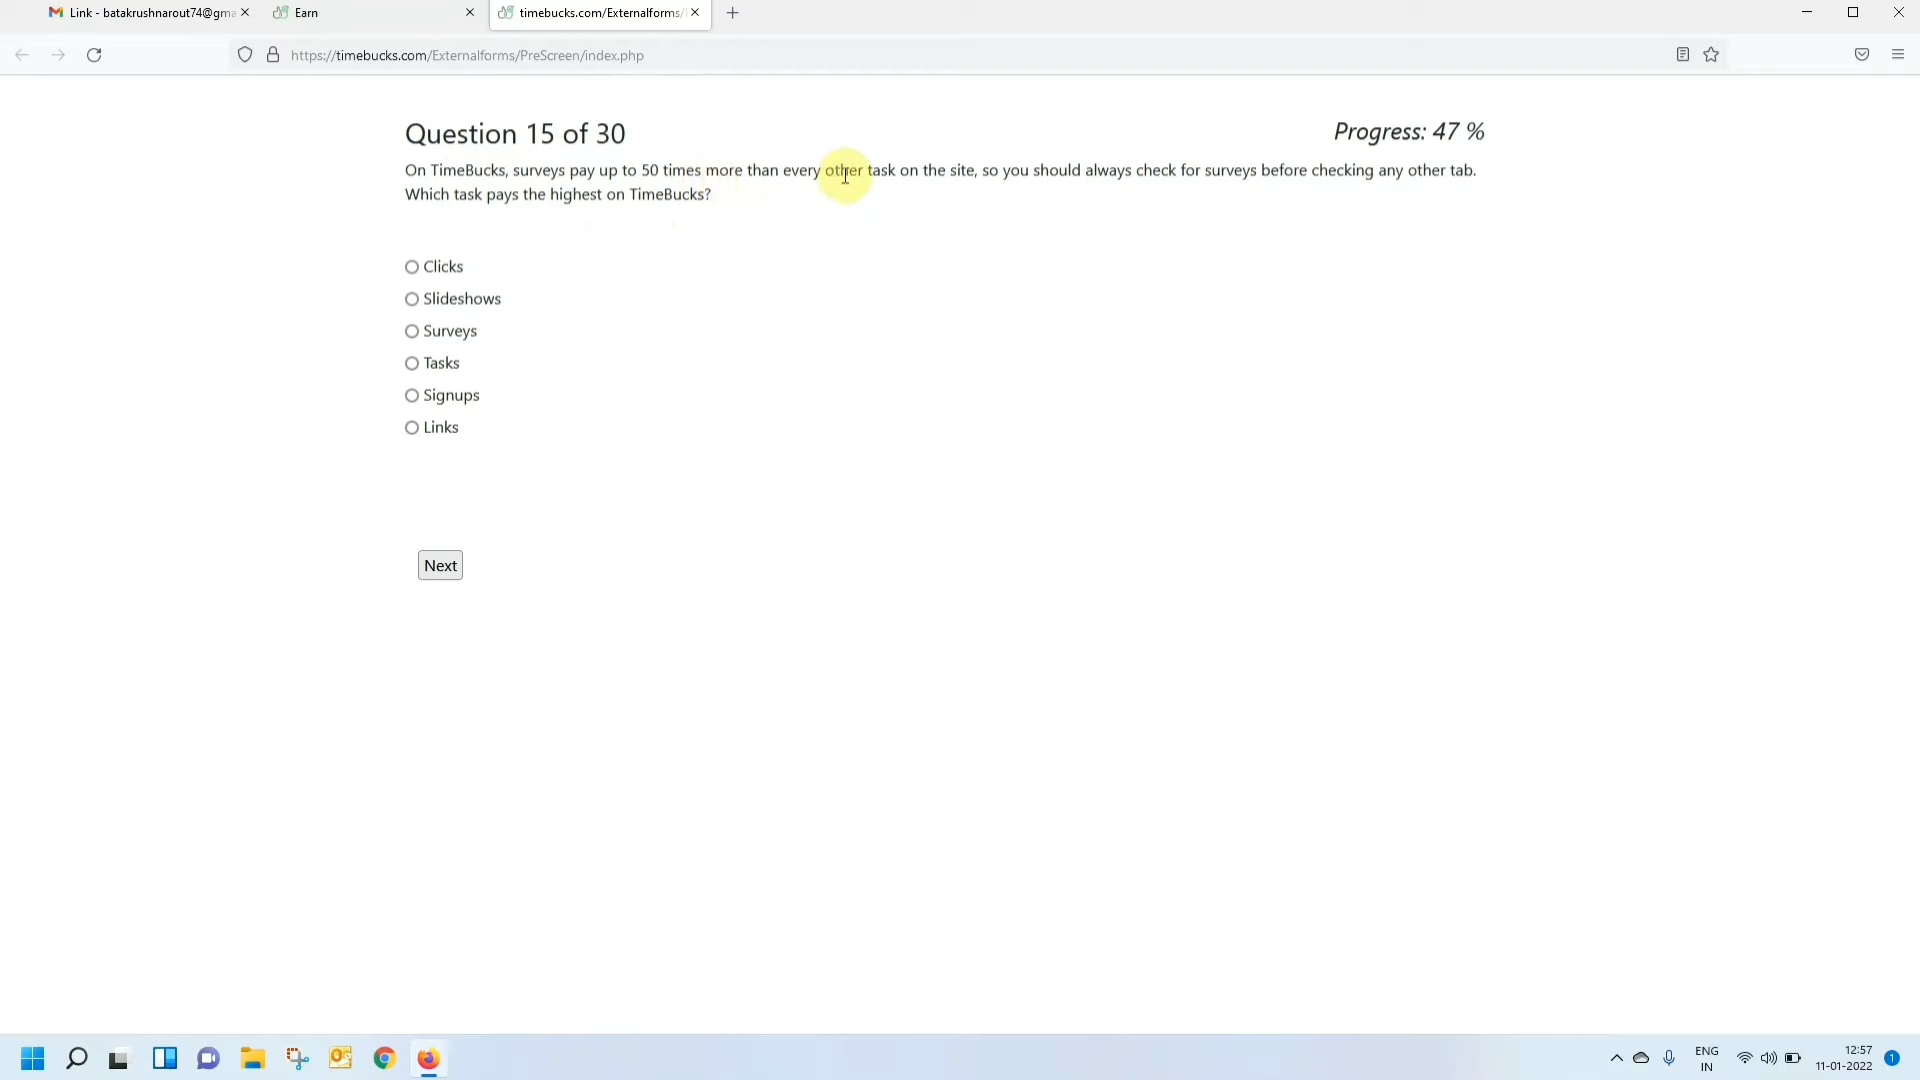 Link - batakrushnarout74@gma
Earn
timebucks.com/Externalforms/
https://timebucks.com/Externalforms/PreScreen/index.php
Question 15 of 30
Progress: 47 %
On TimeBucks, surveys pay up to 50 times more than every other task on the site, so you should always check for surveys before checking any other tab.
Which task pays the highest on TimeBucks?
Clicks
Slideshows
Surveys
Tasks
Signups
Links
Next
ENG
IN
12:57
11-01-2022
1